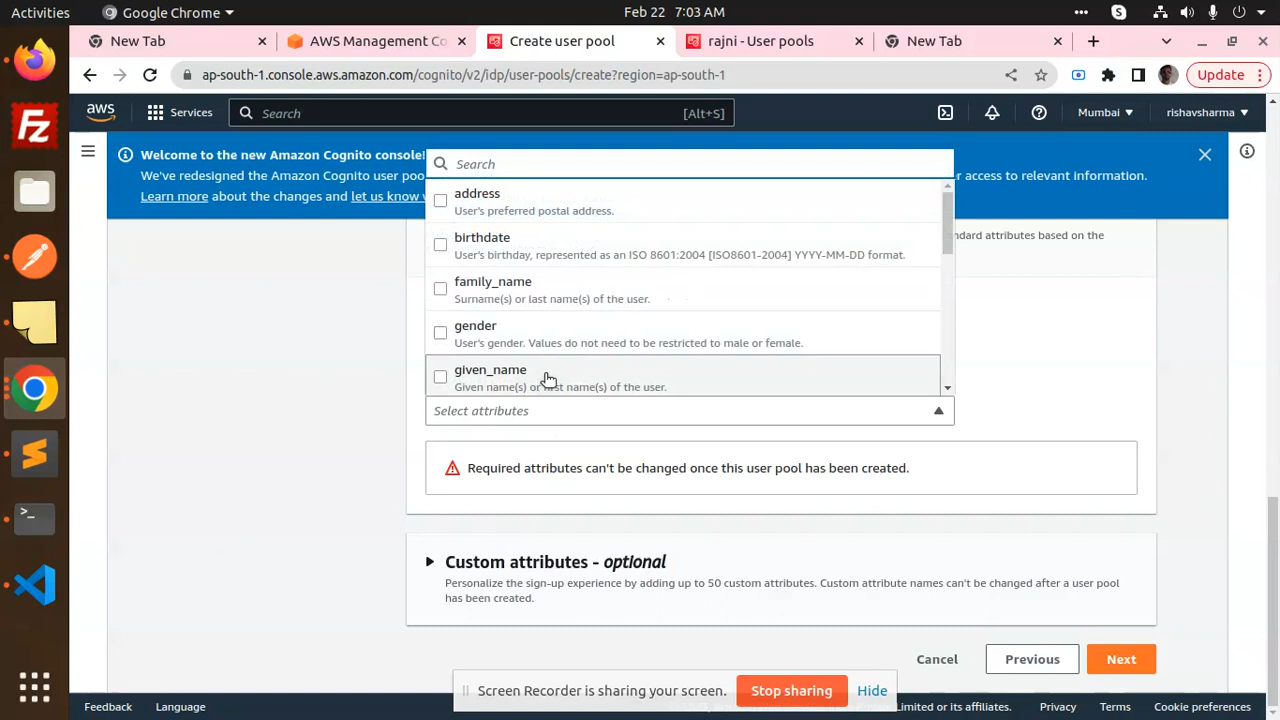 Activities
Google Chrome
Feb 22 7:03 AM
New Tab
AWS Management Co
Create user pool
rajni - User pools
New Tab
ap-south-1.console.aws.amazon.com/cognito/v2/idp/user-pools/create?region=ap-south-1
Update
aws
Services
Search
[Alt+S]
Mumbai
rishavsharma
Welcome to the new Amazon Cognito console!
We've redesigned the Amazon Cognito user poo
er access to relevant information.
Learn more about the changes and let us know
Search
address
User's preferred postal address.
ndard attributes based on the
birthdate
User's birthday, represented as an ISO 8601:2004 [ISO8601-2004] YYYY-MM-DD format.
family_name
Surname(s) or last name(s) of the user.
gender
User's gender. Values do not need to be restricted to male or female.
given_name
Given name(s) or first name(s) of the user.
Select attributes
Required attributes can't be changed once this user pool has been created.
Custom attributes - optional
Personalize the sign-up experience by adding up to 50 custom attributes. Custom attribute names can't be changed after a user pool
has been created.
Cancel
Previous
Next
Screen Recorder is sharing your screen.
Stop sharing
Hide
Feedback
Language
Limited or its affiliates.
Privacy
Terms
Cookie preferences